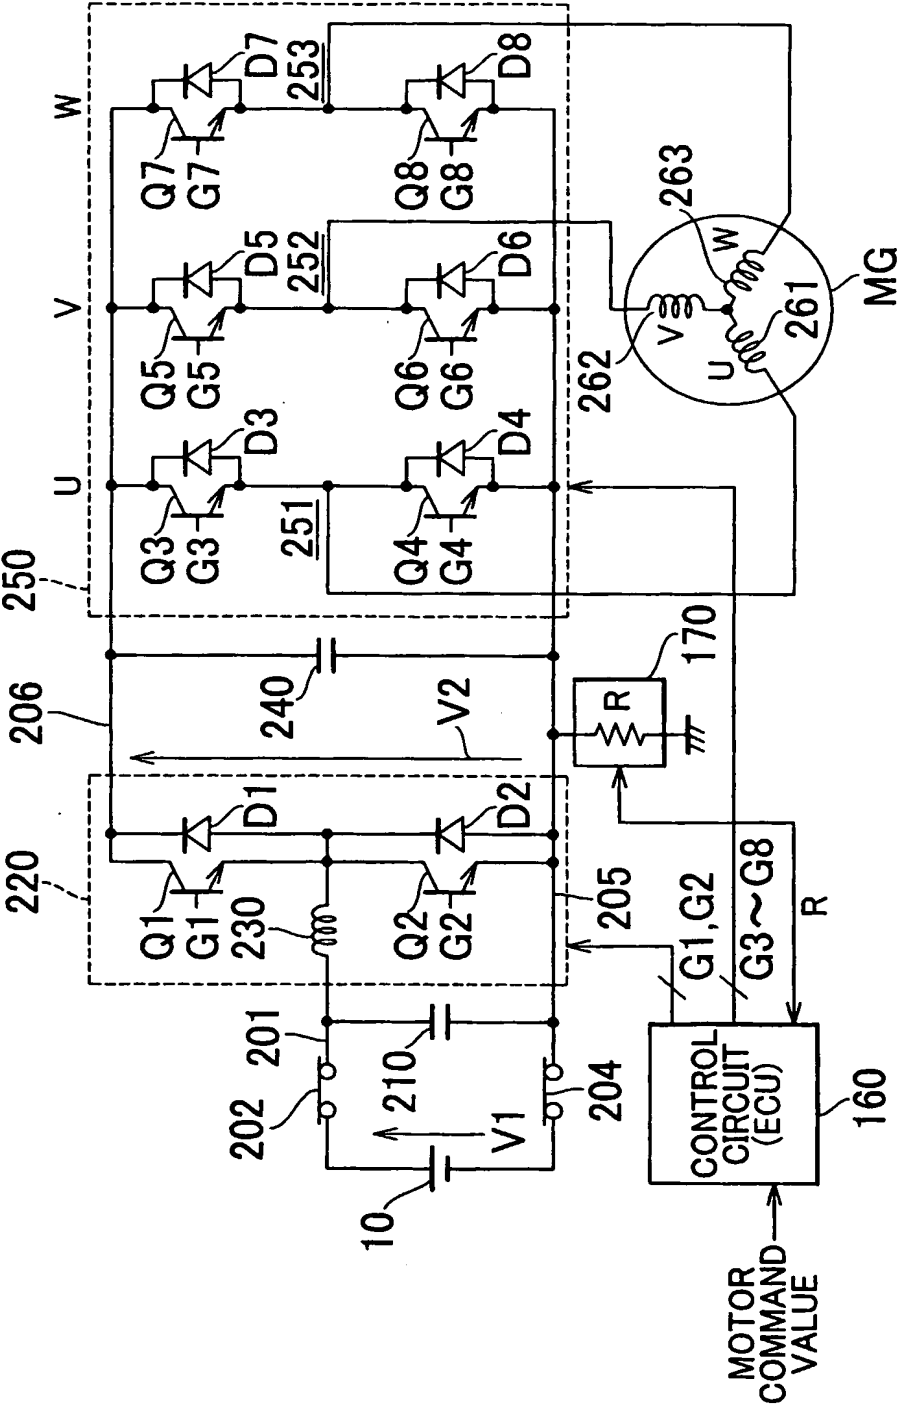 220
206
250
U
V
W
Q1
G1
D1
230
Q2
G2
D2
205
240
V2
Q3
G3
D3
251
Q4
G4
D4
Q5
G5
D5
252
Q6
G6
D6
Q7
G7
D7
253
Q8
G8
D8
202
201
210
204
10
V1
R
170
G1,G2
G3~G8
R
CONTROL
CIRCUIT
(ECU)
160
MOTOR
COMMAND
VALUE
262
V
U
261
W
263
MG